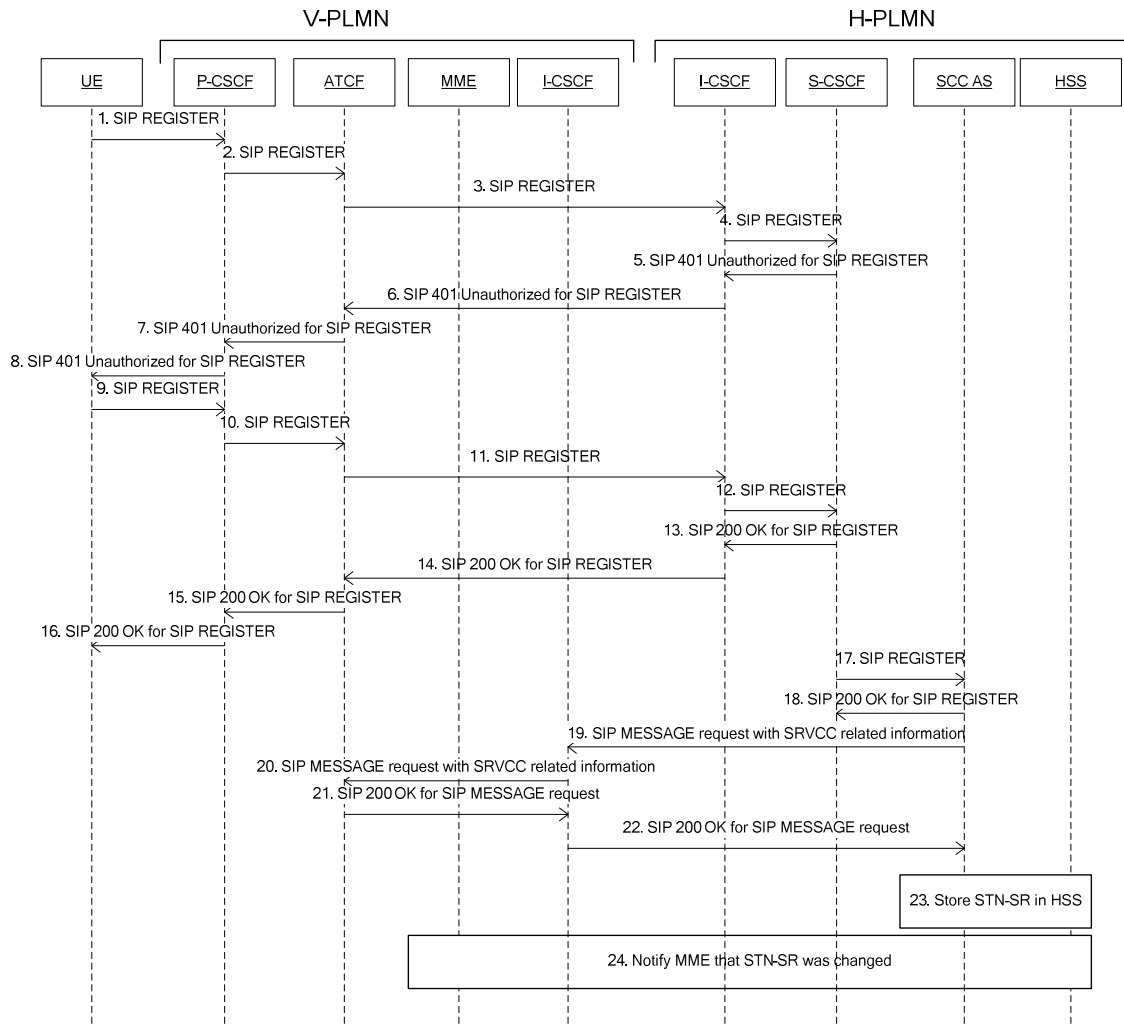 V-PLMN
H-PLMN
UE
P-CSCF
ATCF
MME
I-CSCF
I-CSCF
S-CSCF
SCC AS
HSS
1. SIP REGISTER
2. SIP REGISTER
3. SIP REGISTER
4. SIP REGISTER
5. SIP 401 Unauthorized for SIP REGISTER
6. SIP 401 Unauthorized for SIP REGISTER
7. SIP 401 Unauthorized for SIP REGISTER
8. SIP 401 Unauthorized for SIP REGISTER
9. SIP REGISTER
10. SIP REGISTER
11. SIP REGISTER
12. SIP REGISTER
13. SIP 200 OK for SIP REGISTER
14. SIP 200 OK for SIP REGISTER
15. SIP 200 OK for SIP REGISTER
16. SIP 200 OK for SIP REGISTER
17. SIP REGISTER
18. SIP 200 OK for SIP REGISTER
19. SIP MESSAGE request with SRVCC related information
20. SIP MESSAGE request with SRVCC related information
21. SIP 200 OK for SIP MESSAGE request
22. SIP 200 OK for SIP MESSAGE request
23. Store STN-SR in HSS
24. Notify MME that STN-SR was changed